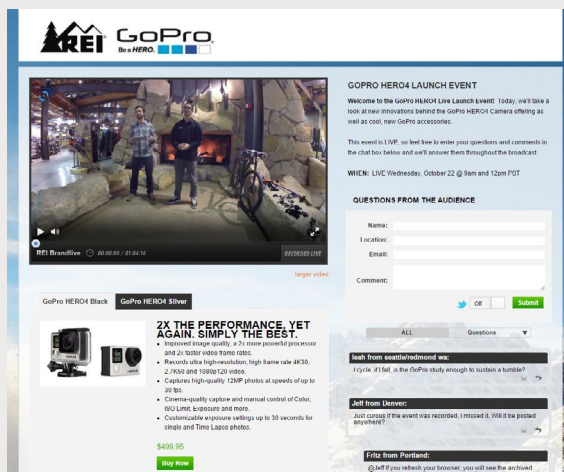 REI
GoPro
Be a HERO.
GOPRO HERO4 LAUNCH EVENT
Welcome to the GoPro HERO4 Live Launch Event! Today, we'll take a
look at new innovations behind the GoPro HERO4 Camera offering as
well as cool, new GoPro accessories.
This event is LIVE, so feel free to enter your questions and comments in
the chat box below and we'll answer them throughout the broadcast.
WHEN: LIVE Wednesday, October 22 @ 9am and 12pm PST
REI Brandlive
00:00:00 / 01:04:16
RECORDED LIVE
larger video
QUESTIONS FROM THE AUDIENCE
Name:
Location:
Email:
Comment:
Off
Submit
ALL
Questions
leah from seattle/redmond wa:
I cycle, if I fall, is the GoPro study enough to sustain a tumble?
Jeff from Denver:
Just curious if the event was recorded, I missed it. Will it be posted
anywhere?
Fritz from Portland:
@Jeff If you refresh your browser, you will see the archived
GoPro HERO4 Black
GoPro HERO4 Silver
2X THE PERFORMANCE, YET
AGAIN. SIMPLY THE BEST.
Improved image quality, a 2x more powerful processor
and 2x faster video frame rates.
Records ultra high-resolution, high frame rate 4K30,
2.7K50 and 1080p120 video.
Captures high-quality 12MP photos at speeds of up to
30 fps.
Cinema-quality capture and manual control of Color,
ISO Limit, Exposure and more.
Customizable exposure settings up to 30 seconds for
single and Time Lapse photos.
$499.95
Buy Now